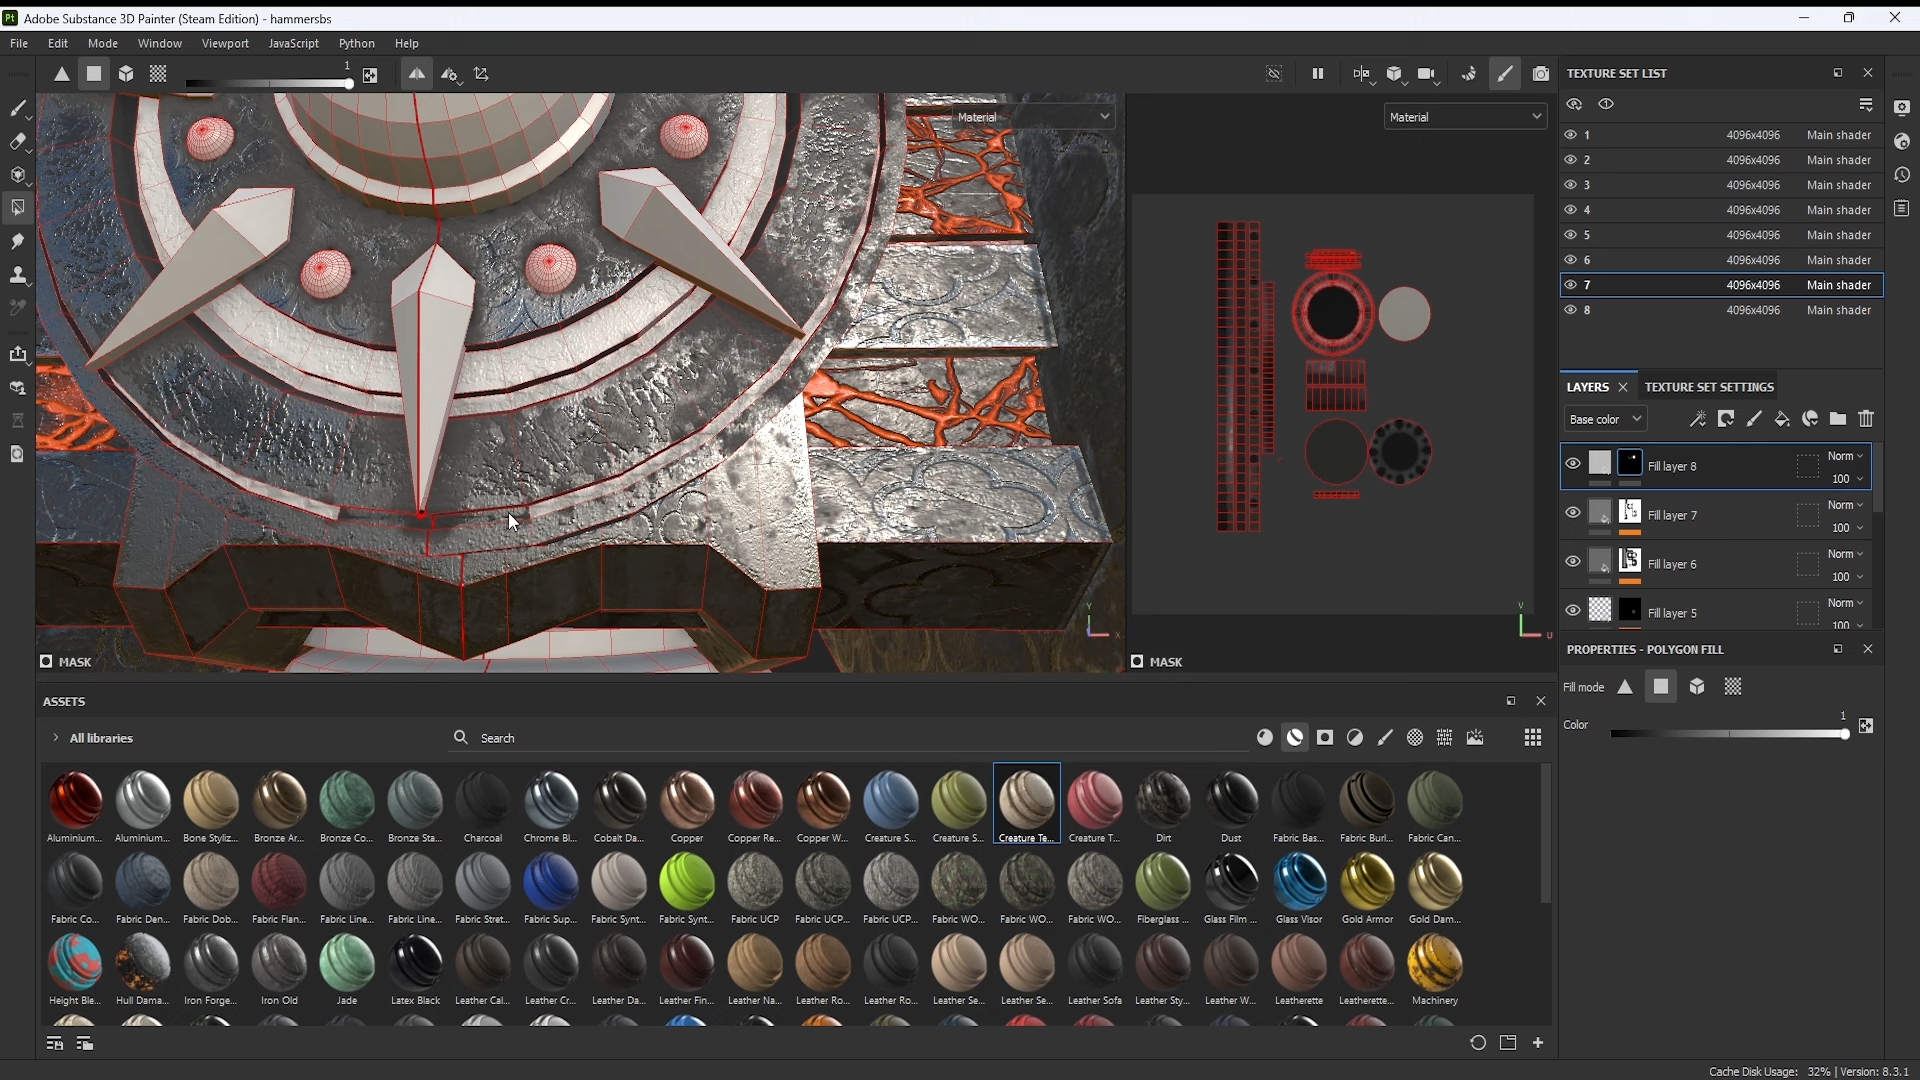 Pt Adobe Substance 3D Painter (Steam Edition) - hammersbs
File Edit Mode Window Viewport JavaScript Python Help
1
TEXTURE SET LIST
Material
Material
1 4096x4096 Main shader
2 4096x4096 Main shader
3 4096x4096 Main shader
4 4096x4096 Main shader
5 4096x4096 Main shader
6 4096x4096 Main shader
7 4096x4096 Main shader
8 4096x4096 Main shader
LAYERS TEXTURE SET SETTINGS
Base color
Fill layer 8 Norm 100
Fill layer 7 Norm 100
Fill layer 6 Norm 100
Fill layer 5 Norm 100
Y
X
V
U
MASK
MASK
PROPERTIES - POLYGON FILL
Fill mode
Color 1
ASSETS
All libraries
Search
Aluminium... Aluminium... Bone Styliz... Bronze Ar... Bronze Co... Bronze Sta... Charcoal Chrome Bl... Cobalt Da... Copper Copper Re... Copper W... Creature S... Creature S... Creature Te... Creature T... Dirt Dust Fabric Bas... Fabric Burl... Fabric Can...
Fabric Co... Fabric Den... Fabric Dob... Fabric Flan... Fabric Line... Fabric Line... Fabric Stret... Fabric Sup... Fabric Synt... Fabric Synt... Fabric UCP Fabric UCP... Fabric UCP... Fabric WO... Fabric WO... Fabric WO... Fiberglass ... Glass Film ... Glass Visor Gold Armor Gold Dam...
Height Ble... Hull Dama... Iron Forge... Iron Old Jade Latex Black Leather Cal... Leather Cr... Leather Da... Leather Fin... Leather Na... Leather Ro... Leather Ro... Leather Se... Leather Se... Leather Sofa Leather Sty... Leather W... Leatherette Leatherette... Machinery
Cache Disk Usage: 32% | Version: 8.3.1